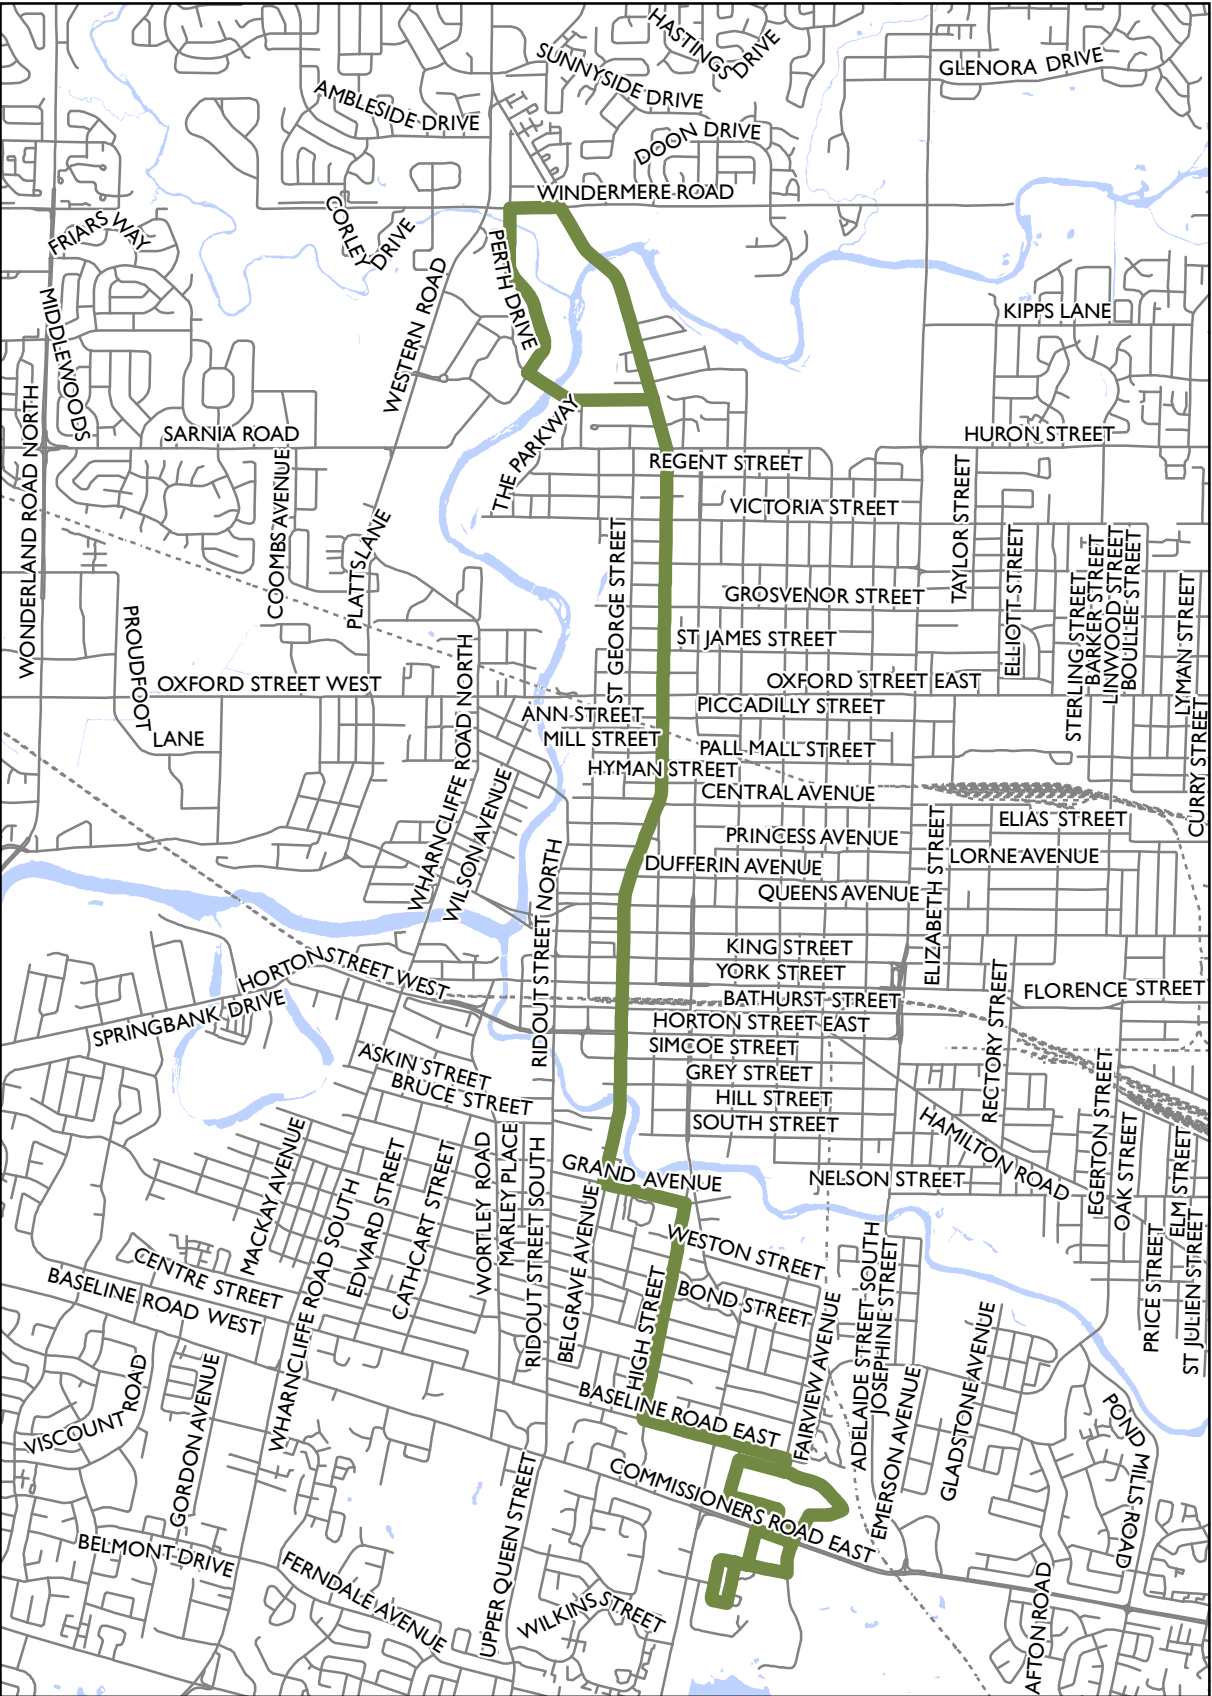 HASTINGS DRIVE
SUNNYSIDE DRIVE
GLENORA DRIVE
AMBLESIDE DRIVE
DOON DRIVE
WINDERMERE ROAD
CORLEY
DRIVE
FRIARS WAY
PERTH DRIVE
WESTERN ROAD
MIDDLEWOODS
KIPPS LANE
WONDERLAND ROAD NORTH
SARNIA ROAD
THE PARKWAY
HURON STREET
REGENT STREET
COOMBS AVENUE
VICTORIA STREET
TAYLOR STREET
PLATTS LANE
ST GEORGE STREET
ELLIOTT STREET
STERLING STREET
BARKER STREET
LINWOOD STREET
BOULLEE STREET
LYMAN STREET
GROSVENOR STREET
PROUDFOOT
LANE
ST JAMES STREET
OXFORD STREET WEST
OXFORD STREET EAST
WHARNCLIFFE ROAD NORTH
PICCADILLY STREET
ANN STREET
MILL STREET
PALL MALL STREET
HYMAN STREET
CURRY STREET
CENTRAL AVENUE
WILSON AVENUE
ELIAS STREET
PRINCESS AVENUE
ELIZABETH STREET
LORNE AVENUE
DUFFERIN AVENUE
QUEENS AVENUE
RIDOUT STREET NORTH
KING STREET
YORK STREET
HORTON STREET WEST
BATHURST STREET
RECTORY STREET
FLORENCE STREET
SPRINGBANK DRIVE
HORTON STREET EAST
SIMCOE STREET
ASKIN STREET
BRUCE STREET
GREY STREET
HILL STREET
SOUTH STREET
HAMILTON ROAD
EGERTON STREET
OAK STREET
ELM STREET
MACKAY AVENUE
WORTLEY ROAD
MARLEY PLACE
RIDOUT STREET SOUTH
GRAND AVENUE
NELSON STREET
EDWARD STREET
CATHCART STREET
BELGRAVE AVENUE
WHARNCLIFFE ROAD SOUTH
WESTON STREET
ADELAIDE STREET SOUTH
JOSEPHINE STREET
PRICE STREET
ST JULIEN STREET
CENTRE STREET
BASELINE ROAD WEST
HIGH STREET
BOND STREET
FAIRVIEW AVENUE
GLADSTONE AVENUE
VISCOUNT ROAD
GORDON AVENUE
BASELINE ROAD EAST
EMERSON AVENUE
POND MILLS ROAD
COMMISSIONERS ROAD EAST
UPPER QUEEN STREET
BELMONT DRIVE
FERNDALE AVENUE
WILKINS STREET
AFTON ROAD